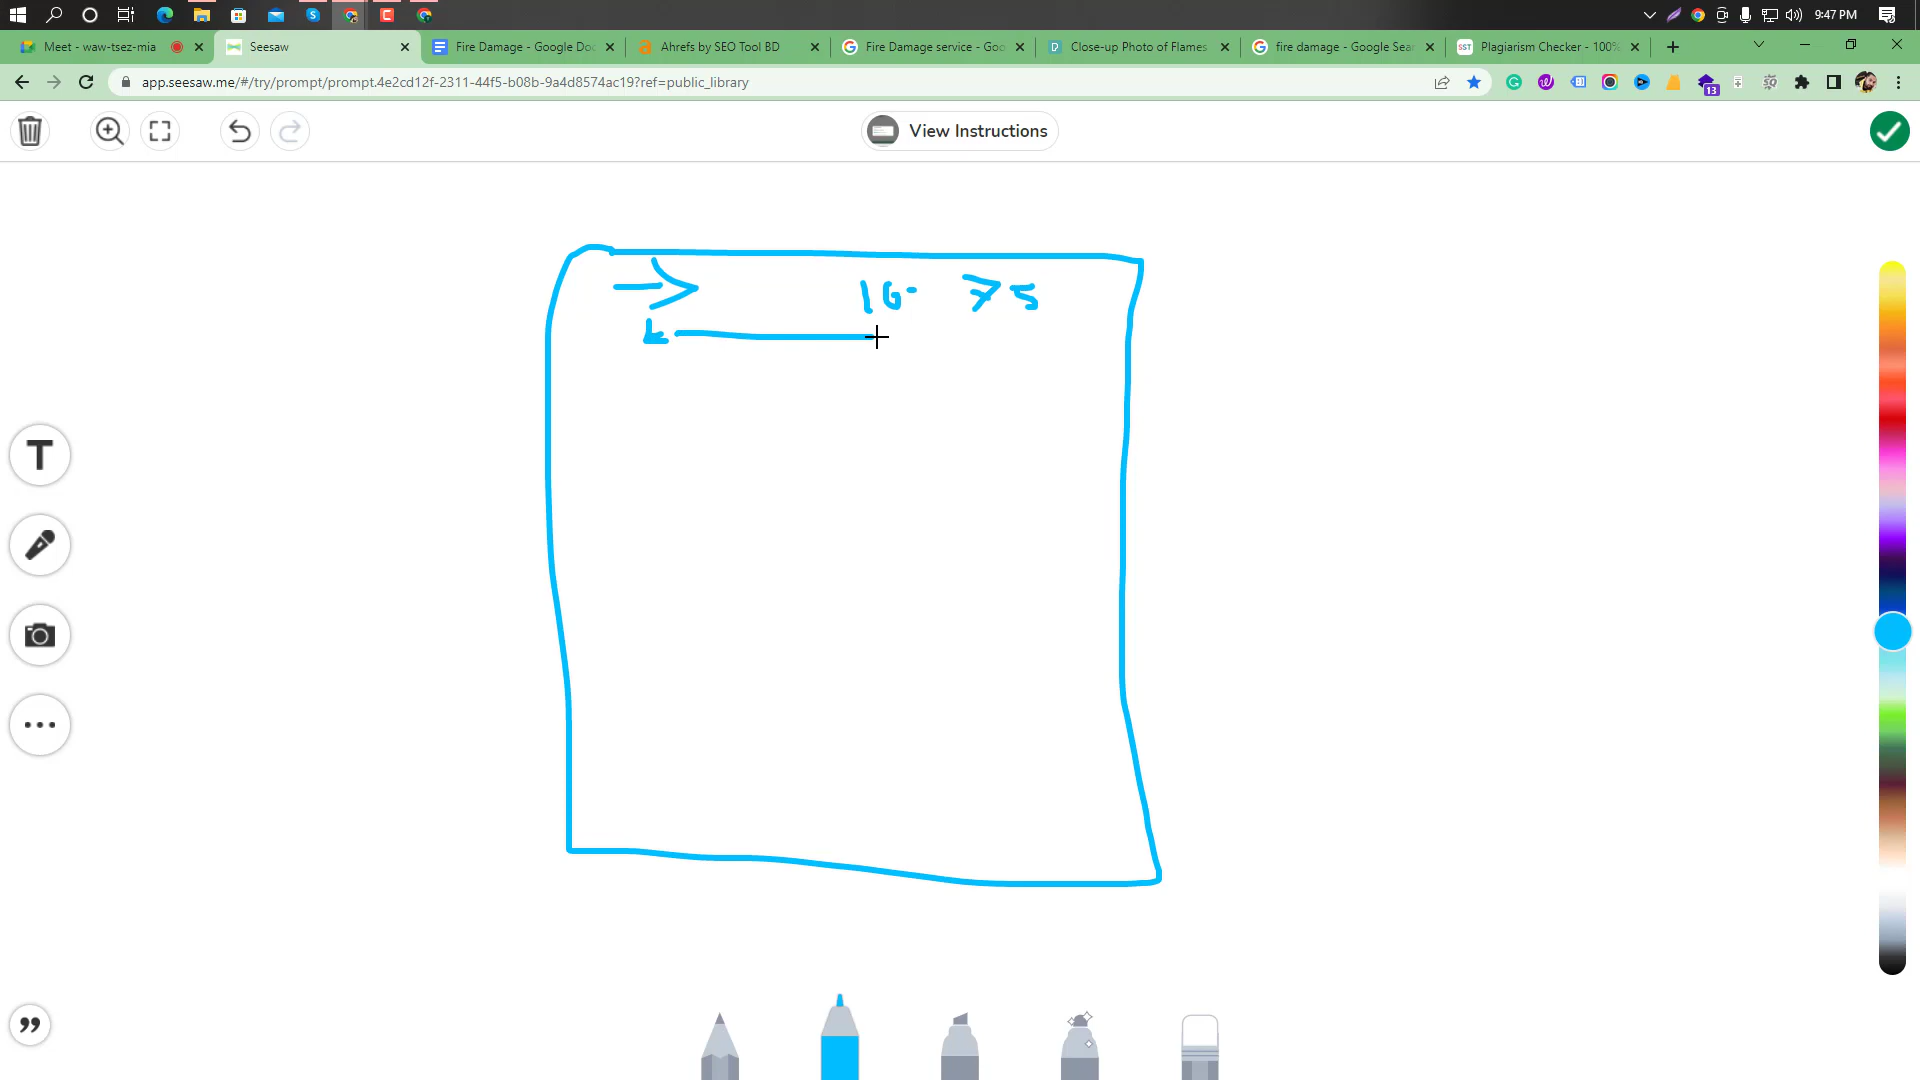 9:47 PM
Meet - waw-tsez-mia
Seesaw
Fire Damage - Google Doc
Ahrefs by SEO Tool BD
Fire Damage service - Goo
Close-up Photo of Flames
fire damage - Google Sear
Plagiarism Checker - 100%
app.seesaw.me/#/try/prompt/prompt.4e2cd12f-2311-44f5-b08b-9a4d8574ac19?ref=public_library
13
View Instructions
16- 75
T